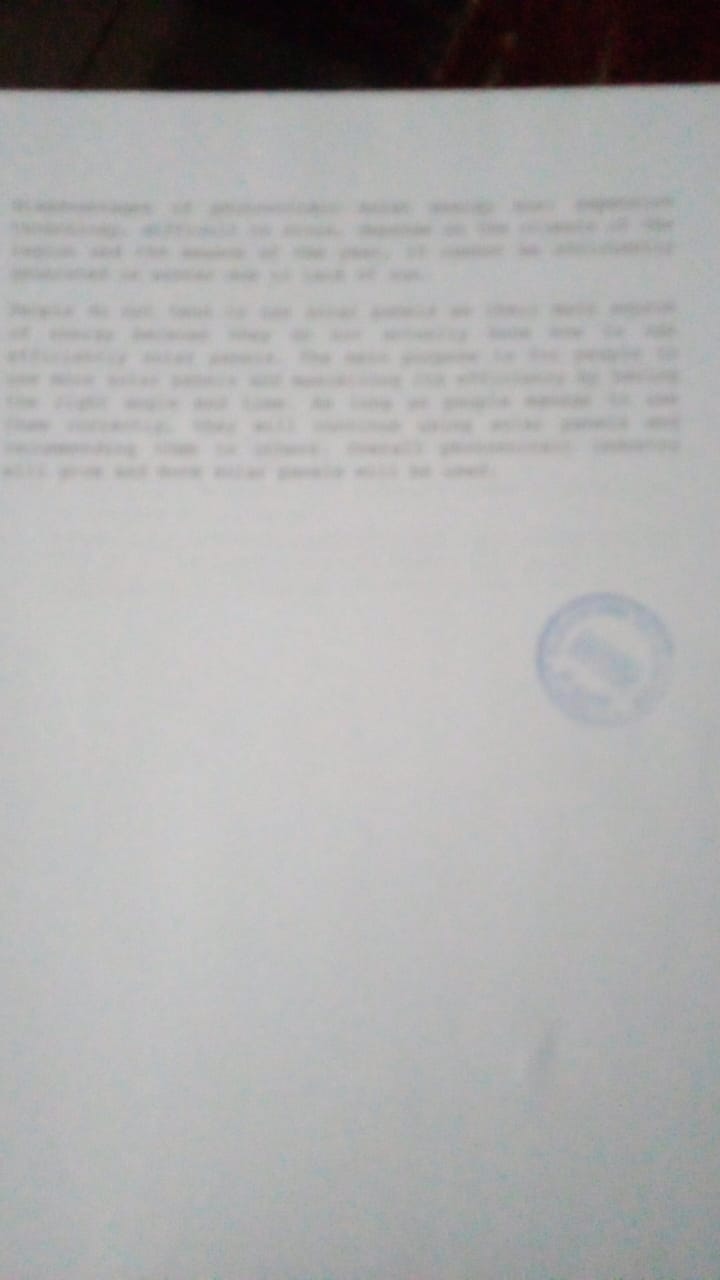 Disadvantages of photovoltaic solar energy are: expensive
technology, difficult to store, depends on the climate of the
region and the season of the year, it cannot be efficiently
generated in winter due to lack of sun.
People do not tend to use solar panels as their main source
of energy because they do not actually know how to use
efficiently solar panels. The main purpose is for people to
use more solar panels and maximizing its efficiency by having
the right angle and time. As long as people manage to use
them correctly, they will continue using solar panels and
recommending them to others. Overall photovoltaic industry
will grow and more solar panels will be used.